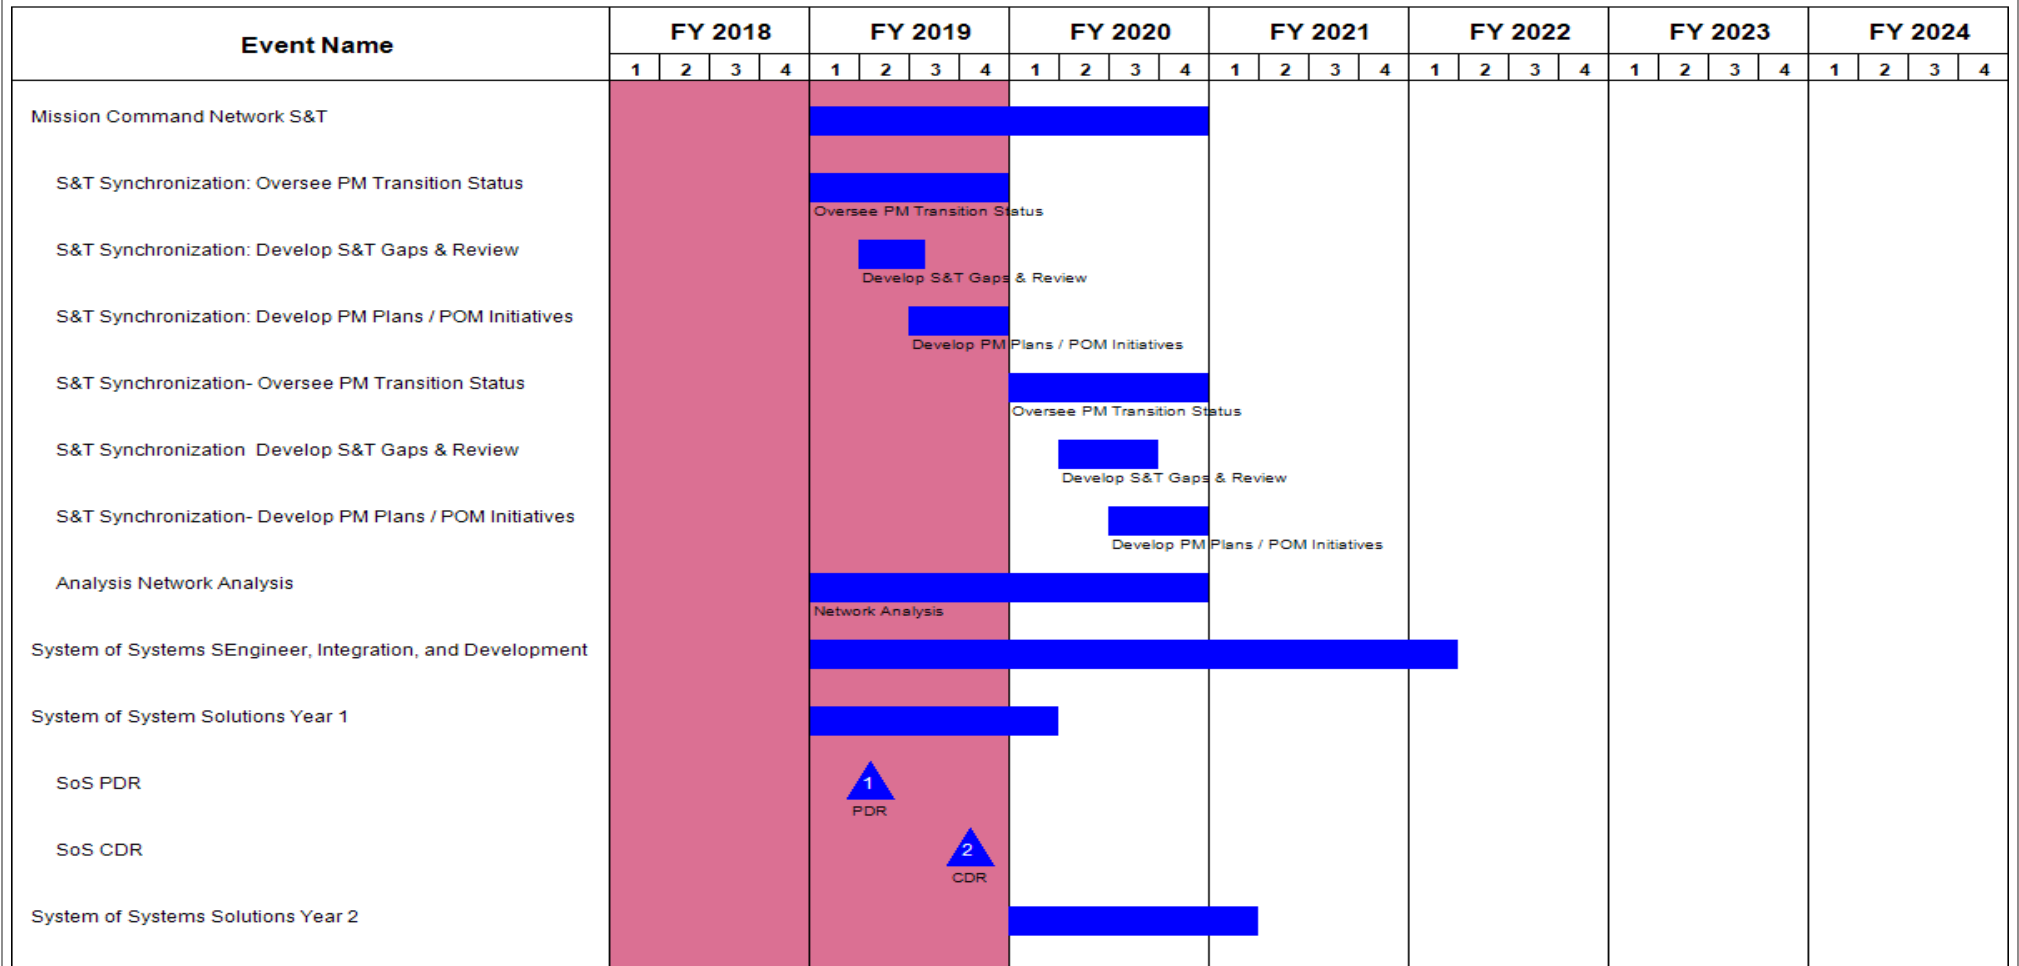 Event Name
FY 2018 FY 2019 FY 2020 FY 2021 FY 2022 FY 2023 FY 2024
1 2 3 4 1 2 3 4 1 2 3 4 1 2 3 4 1 2 3 4 1 2 3 4 1 2 3 4
Mission Command Network S&T
S&T Synchronization: Oversee PM Transition Status
Oversee PM Transition Status
S&T Synchronization: Develop S&T Gaps & Review
Develop S&T Gaps & Review
S&T Synchronization: Develop PM Plans / POM Initiatives
Develop PM Plans / POM Initiatives
S&T Synchronization- Oversee PM Transition Status
Oversee PM Transition Status
S&T Synchronization  Develop S&T Gaps & Review
Develop S&T Gaps & Review
S&T Synchronization- Develop PM Plans / POM Initiatives
Develop PM Plans / POM Initiatives
Analysis Network Analysis
Network Analysis
System of Systems SEngineer, Integration, and Development
System of System Solutions Year 1
SoS PDR
1
PDR
SoS CDR
2
CDR
System of Systems Solutions Year 2